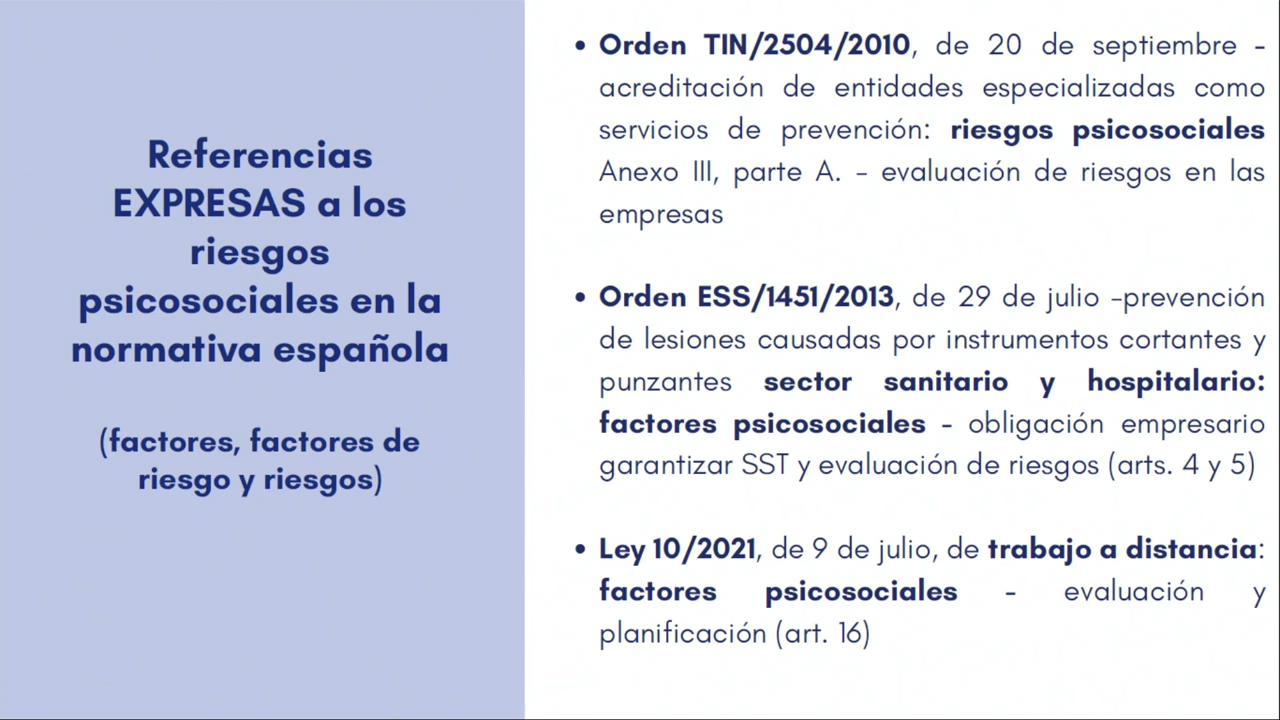 Referencias
EXPRESAS a los
riesgos
psicosociales en la
normativa española
(factores, factores de
riesgo y riesgos)
• Orden TIN/2504/2010, de 20 de septiembre -
acreditación de entidades especializadas como
servicios de prevención: riesgos psicosociales
Anexo III, parte A. - evaluación de riesgos en las
empresas
• Orden ESS/1451/2013, de 29 de julio -prevención
de lesiones causadas por instrumentos cortantes y
punzantes sector sanitario y hospitalario:
factores psicosociales - obligación empresario
garantizar SST y evaluación de riesgos (arts. 4 y 5)
• Ley 10/2021, de 9 de julio, de trabajo a distancia:
factores psicosociales - evaluación y
planificación (art. 16)